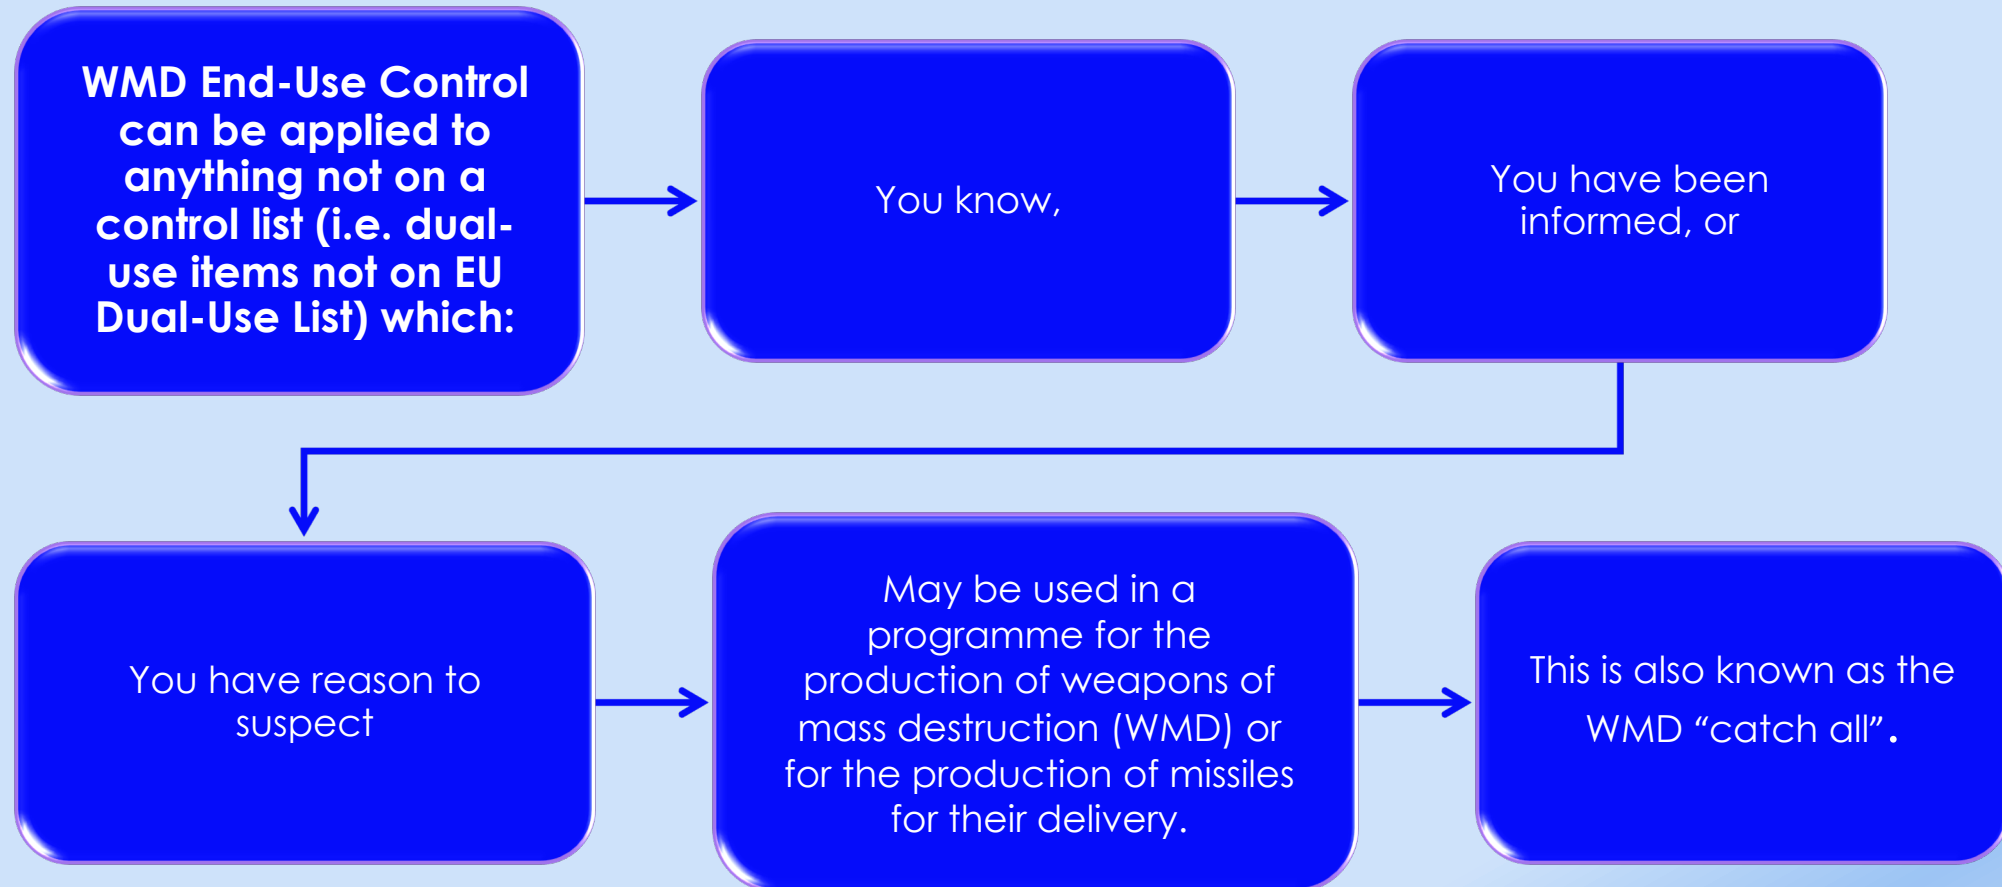 WMD End-Use Control
can be applied to
anything not on a
control list (i.e. dual-
use items not on EU
Dual-Use List) which:
You know,
You have been
informed, or
You have reason to
suspect
May be used in a
programme for the
production of weapons of
mass destruction (WMD) or
for the production of missiles
for their delivery.
This is also known as the
WMD “catch all”.